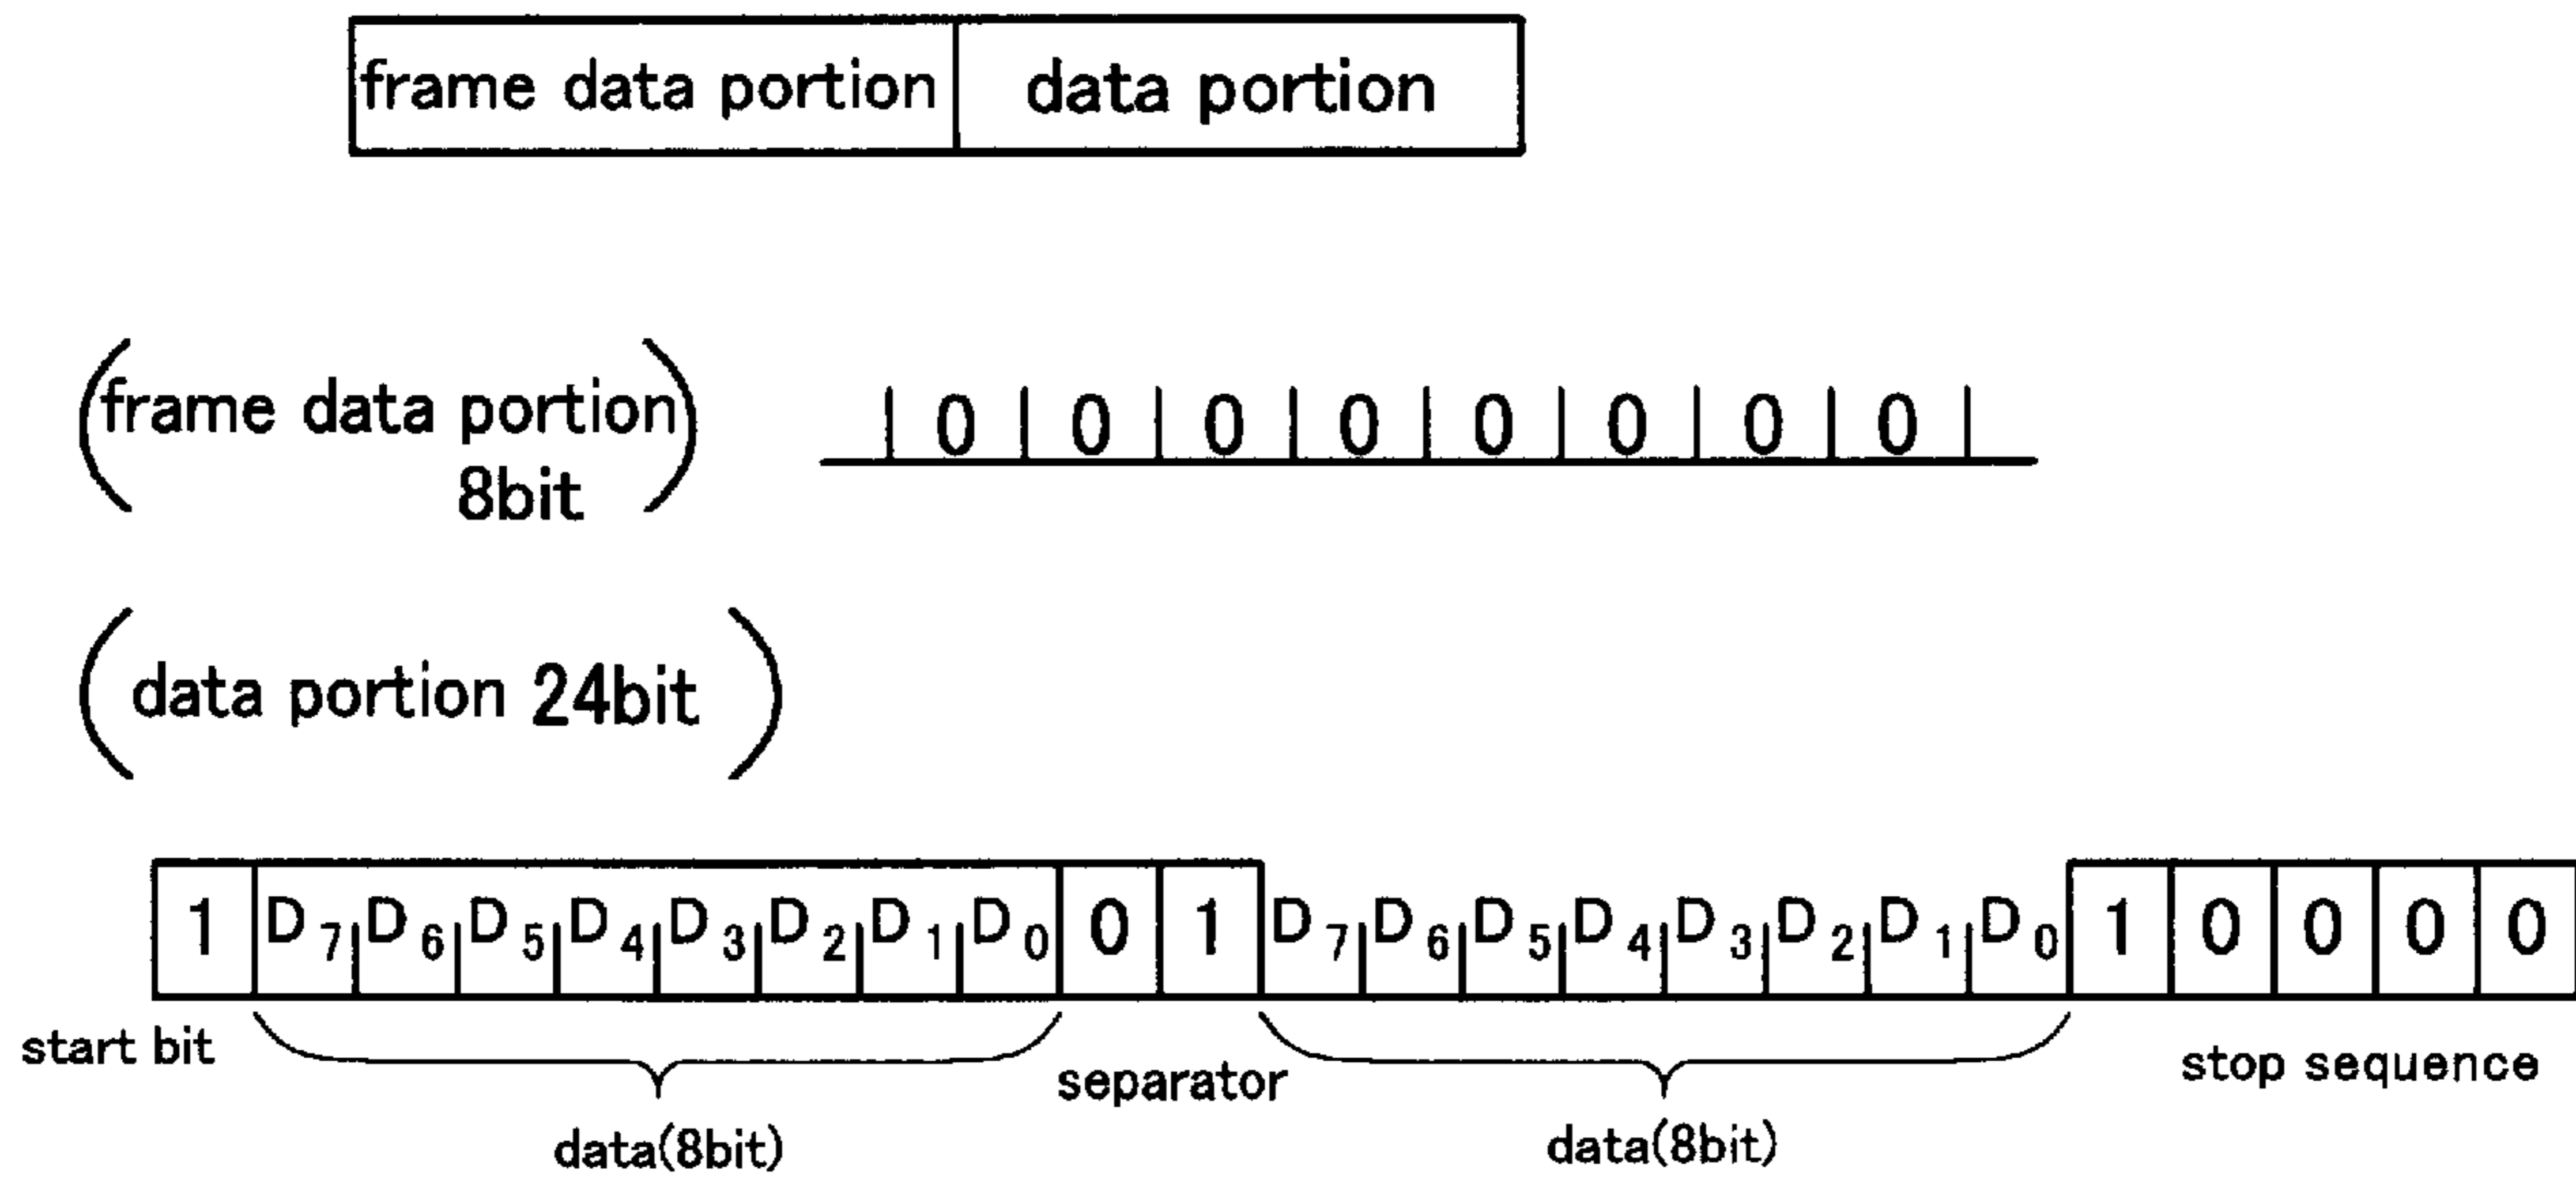 frame data portion data portion
frame data portion
8bit
0 0 0 0 0 0 0 0
data portion 24bit
1 D7 D6 D5 D4 D3 D2 D1 D0 0 1 D7 D6 D5 D4 D3 D2 D1 D0 1 0 0 0 0
start bit separator stop sequence
data(8bit) data(8bit)